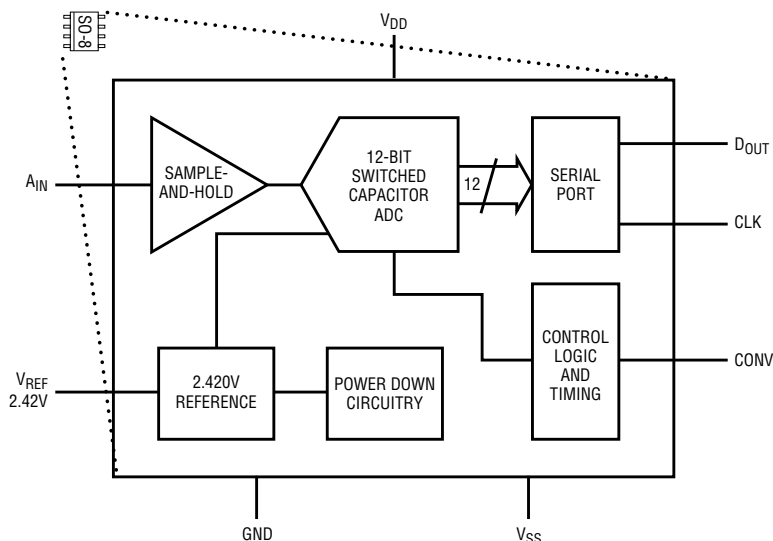 SO-8
VDD
SAMPLE-
AND-HOLD
12-BIT
SWITCHED
CAPACITOR
ADC
12
SERIAL
PORT
DOUT
AIN
CLK
2.420V
REFERENCE
POWER DOWN
CIRCUITRY
CONTROL
LOGIC
AND
TIMING
CONV
VREF
2.42V
GND
VSS